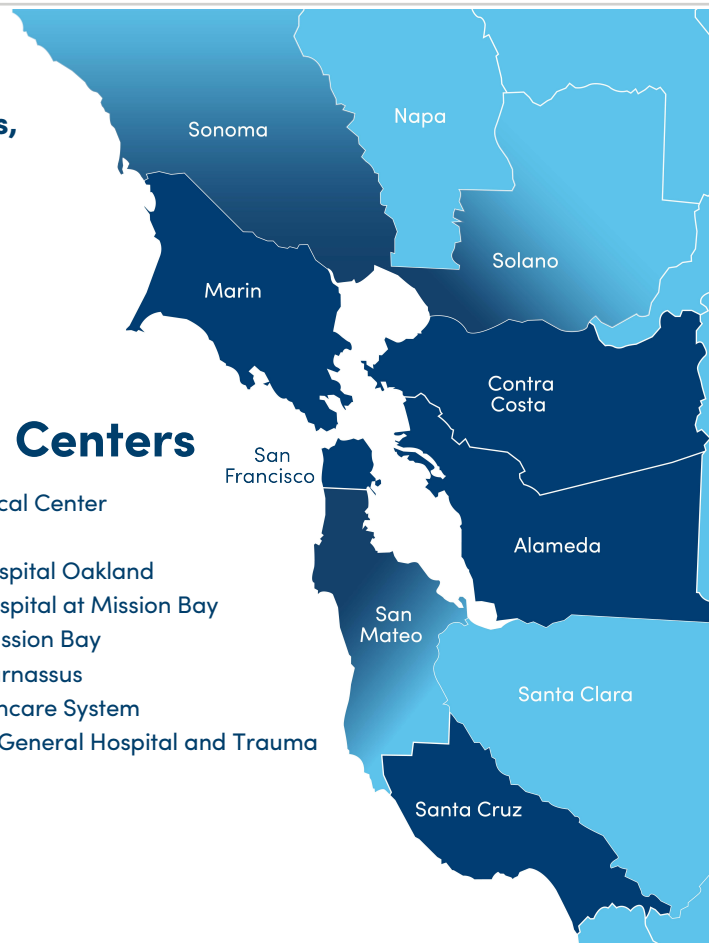 s,
Centers
cal Center
spital Oakland
spital at Mission Bay
ssion Bay
rnassus
ncare System
General Hospital and Trauma
Sonoma
Napa
Solano
Marin
Contra
Costa
San
Francisco
Alameda
San
Mateo
Santa Clara
Santa Cruz